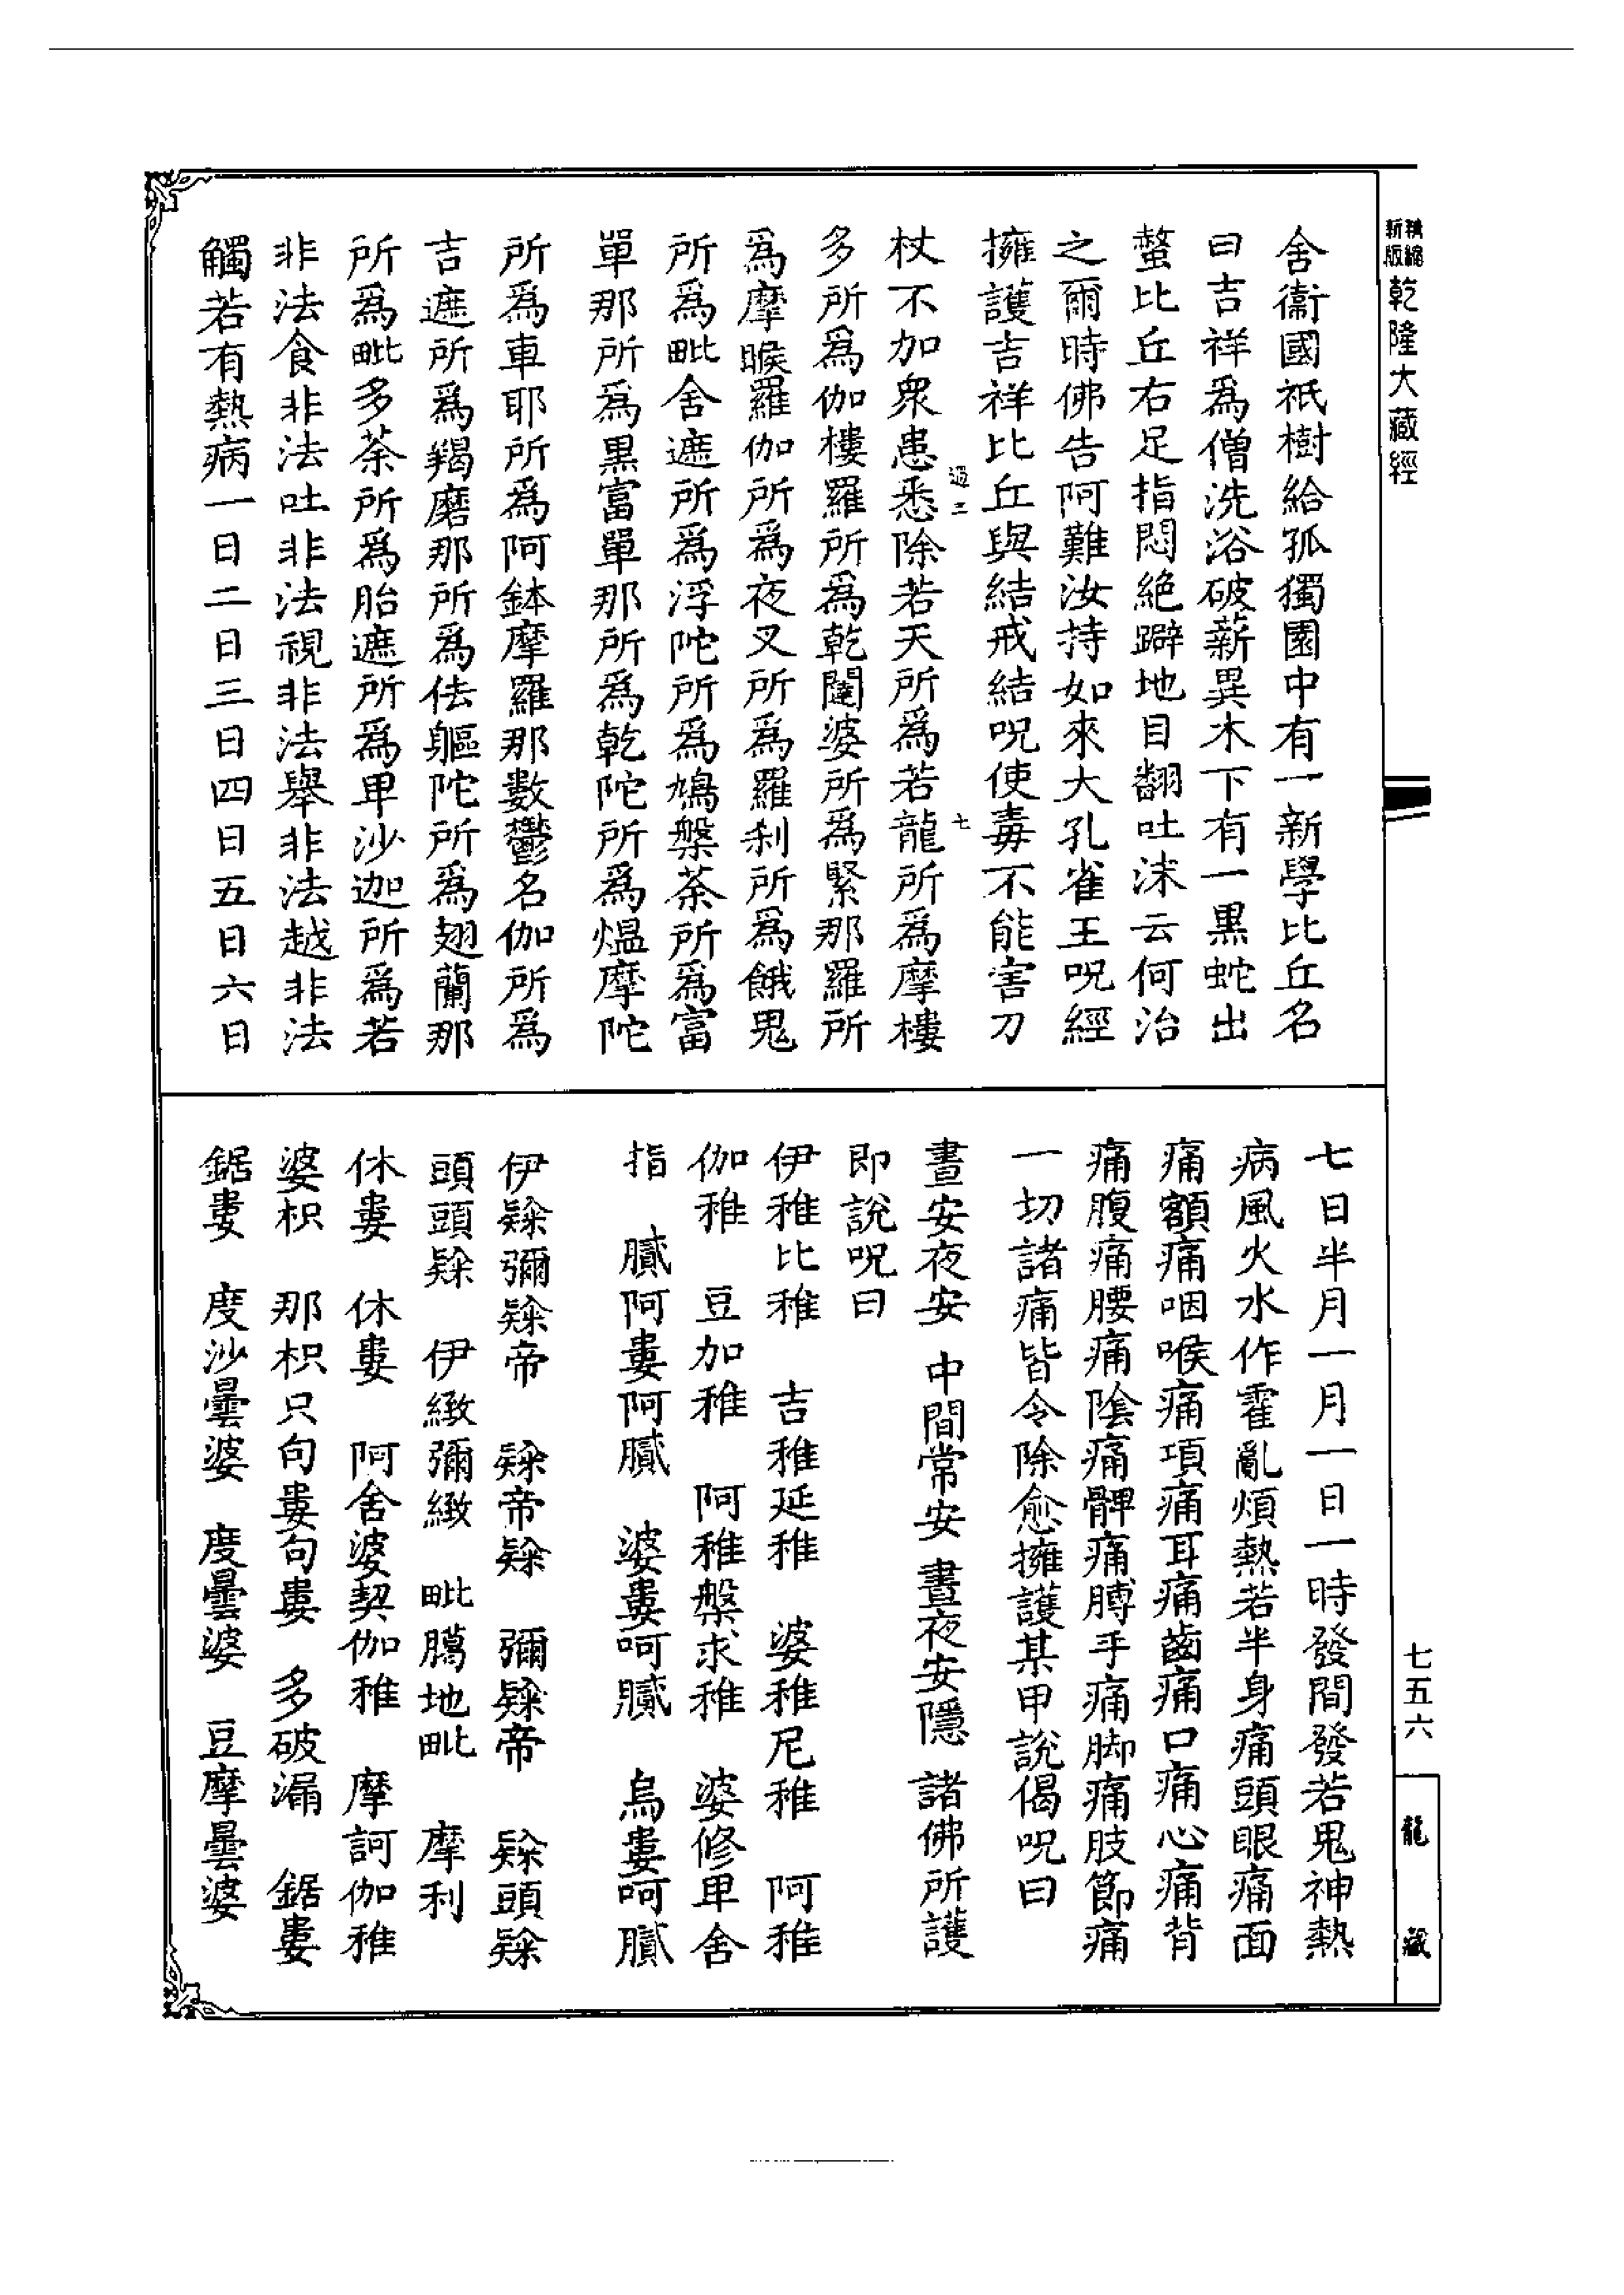 新版精縮
乾隆大藏經
舍衞國祇樹給孤獨園中有一新學比丘名
曰吉祥爲僧洗浴破薪異木下有一黑蛇出
螫比丘右足指悶絶躃地目翻吐沫云何治
之爾時佛告阿難汝持如來大孔雀王呪經
擁護吉祥比丘與結戒結呪使毒不能害刀
杖不加衆患悉除若天所爲若龍所爲摩樓
多所爲伽樓羅所爲乾闥婆所爲緊那羅所
爲摩睺羅伽所爲夜叉所爲羅刹所爲餓鬼
所爲毗舍遮所爲浮陀所爲鳩槃荼所爲富
單那所爲黑富單那所爲乾陀所爲熅摩陀
所爲車耶所爲阿鉢摩羅那數鬱名伽所爲
吉遮所爲羯磨那所爲佉軀陀所爲翅蘭那
所爲毗多荼所爲胎遮所爲卑沙迦所爲若
非法食非法吐非法視非法舉非法越非法
觸若有熱病一日二日三日四日五日六日
七日半月一月一日一時發間發若鬼神熱
病風火水作霍亂煩熱若半身痛頭眼痛面
痛額痛咽喉痛項痛耳痛齒痛口痛心痛背
痛腹痛腰痛陰痛髀痛膊手痛脚痛肢節痛
一切諸痛皆令除愈擁護某甲說偈呪曰
晝安夜安 中間常安 晝夜安隱 諸佛所護
即說呪曰
伊稚比稚 吉稚延稚 婆稚尼稚 阿稚
伽稚 豆加稚 阿稚槃求稚 婆修卑舍
指 膩阿婁阿膩 婆婁呵膩 烏婁呵膩
伊㝹彌㝹帝 㝹帝㝹 彌㝹帝 㝹頭㝹
頭頭㝹 伊緻彌緻 毗臈地毗 摩利
休婁 休婁 阿舍婆契伽稚 摩訶伽稚
婆枳 那枳只句婁句婁 多破漏 鋸婁
鋸婁 度沙曇婆 度曇婆 豆摩曇婆
七五六
龍藏